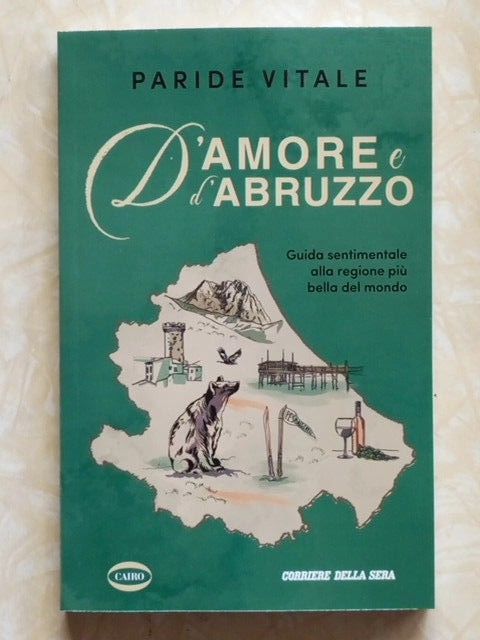 PARIDE VITALE
D'AMORE e
d'ABRUZZO
Guida sentimentale
alla regione più
bella del mondo
CAIRO
CORRIERE DELLA SERA